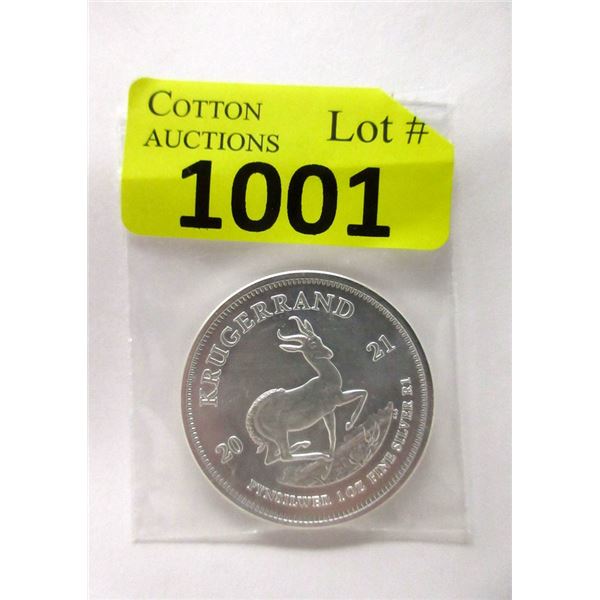 COTTON
AUCTIONS
Lot #
1001
KRUGERRAND
20 21
FYNSILWER 1 OZ FINE SILVER R1